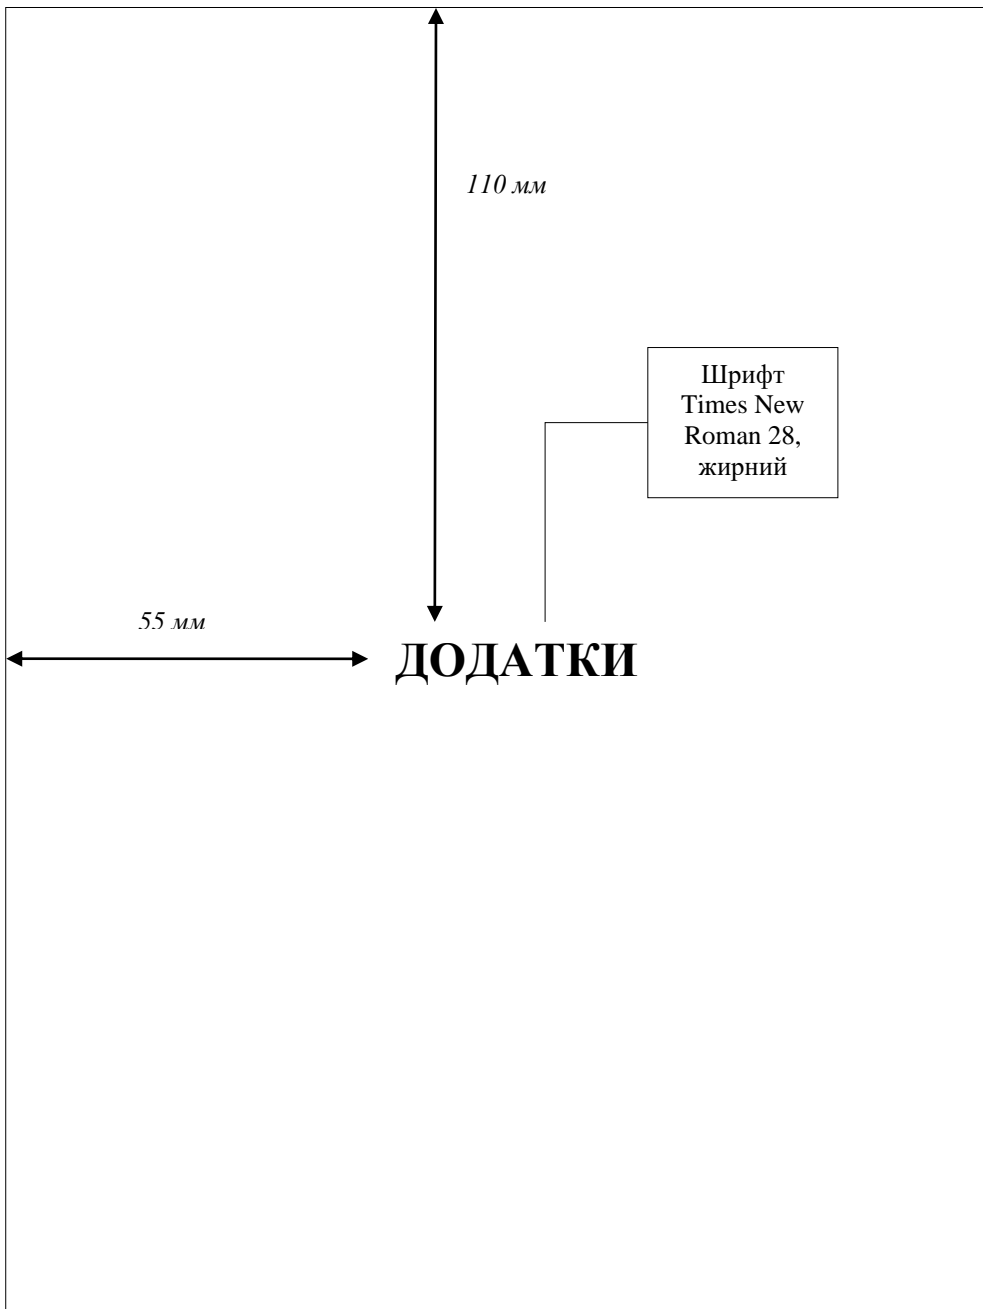 110 мм
Шрифт
Times New
Roman 28,
жирний
55 мм
ДОДАТКИ